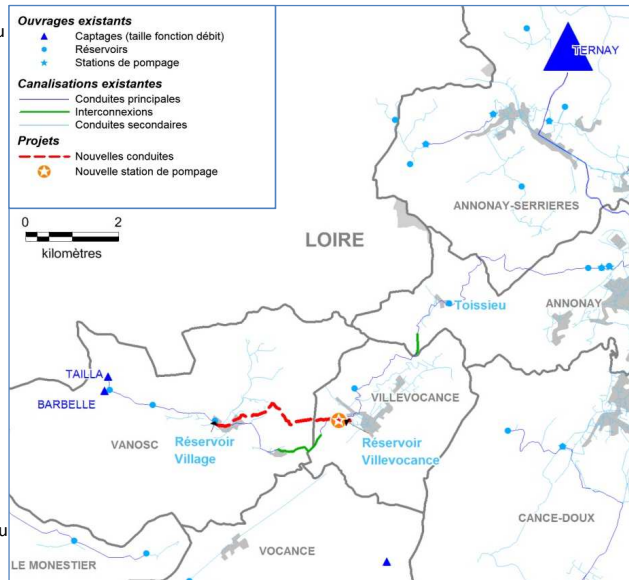 u
Ouvrages existants
Captages (taille fonction débit)
Réservoirs
Stations de pompage
Canalisations existantes
Conduites principales
Interconnexions
Conduites secondaires
Projets
Nouvelles conduites
Nouvelle station de pompage
0 2
kilomètres
TERNAY
ANNONAY-SERRIERES
LOIRE
Toissieu
ANNONAY
TAILLA
BARBELLE
VILLEVOCANCE
VANOSC
Réservoir
Village
Réservoir
Villevocance
CANCE-DOUX
u
VOCANCE
LE MONESTIER